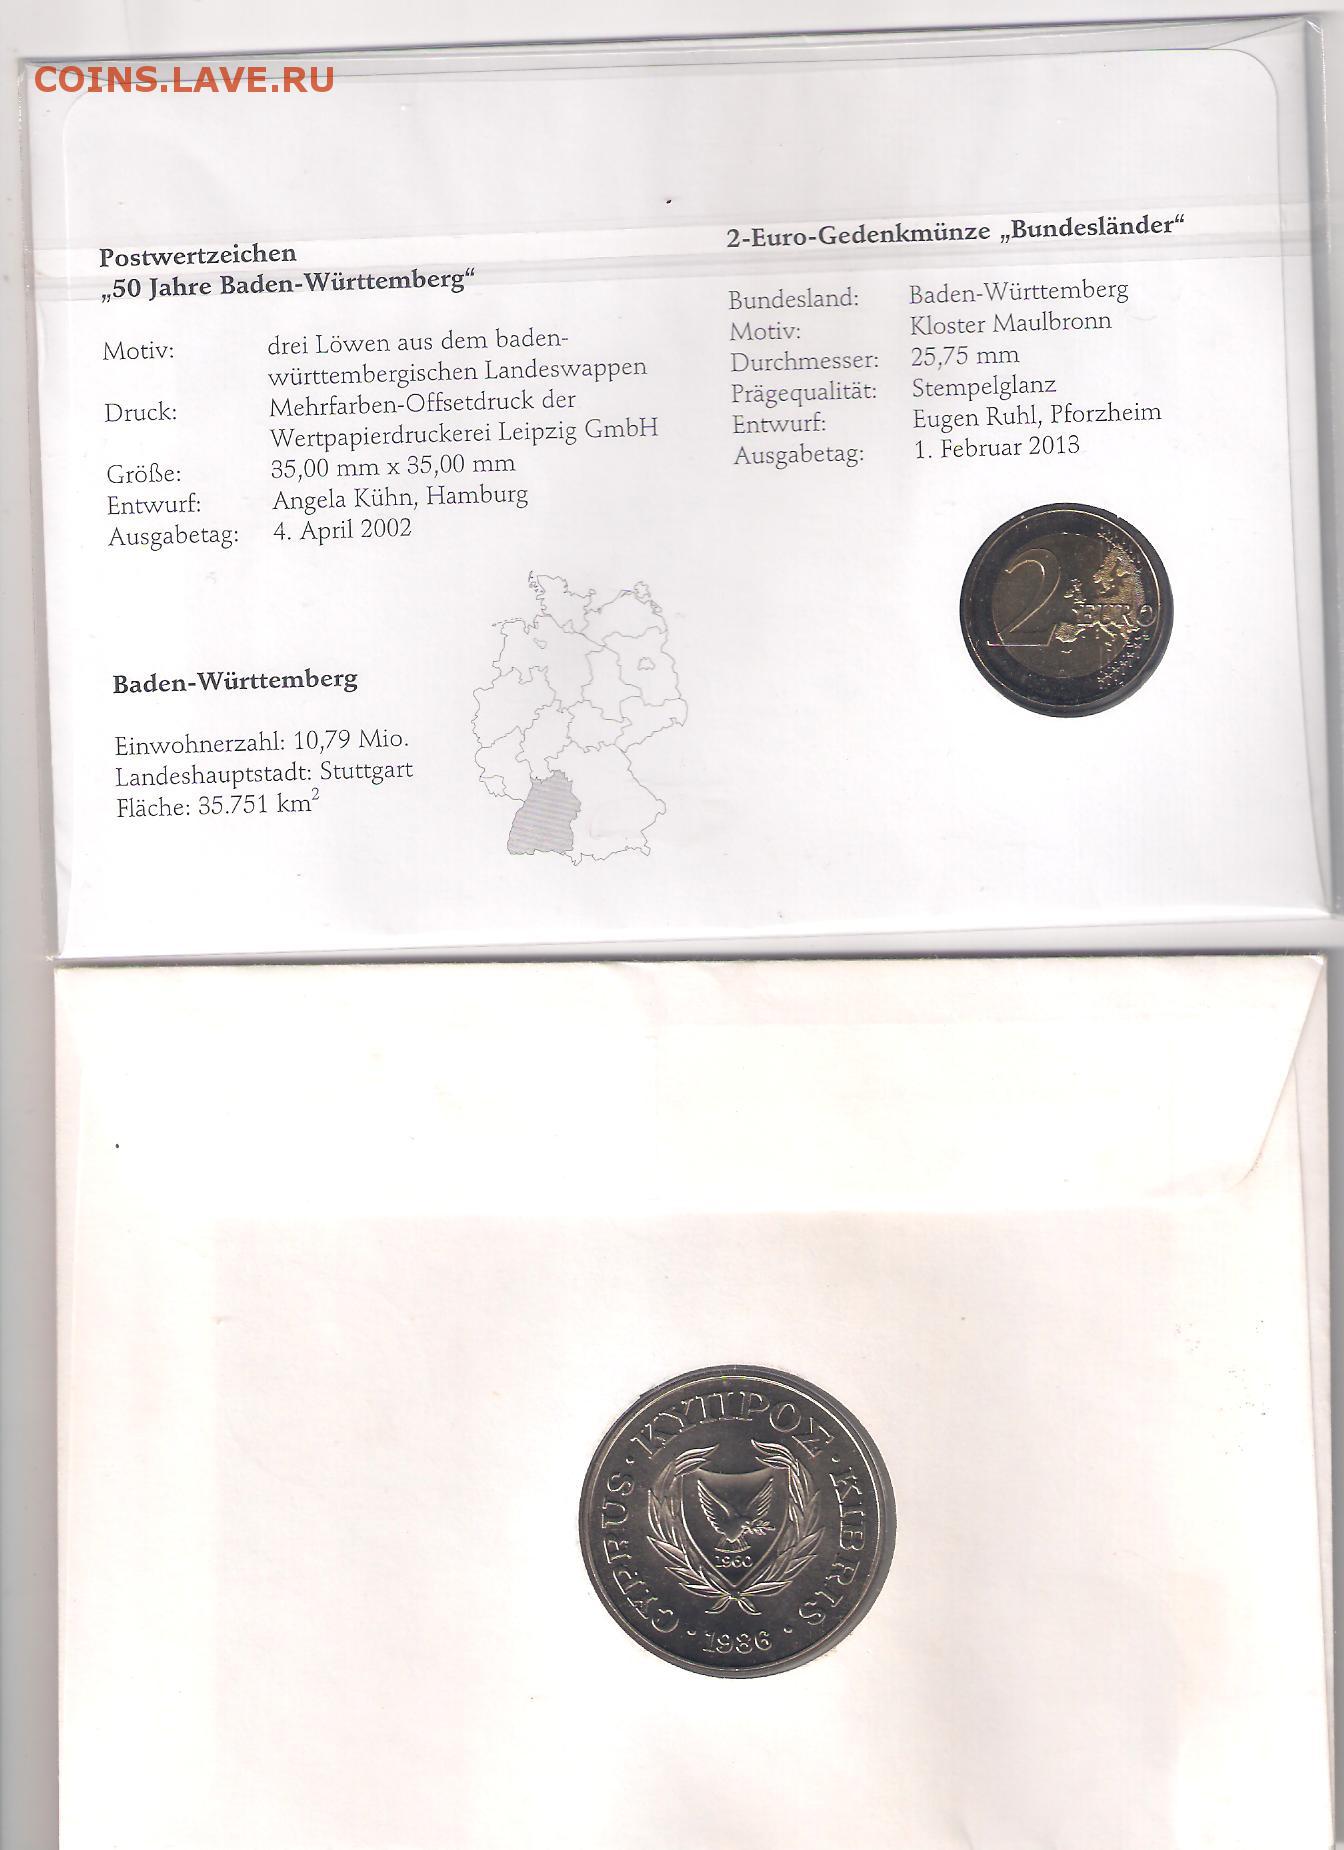 COINS.LAVE.RU
Postwertzeichen
„50 Jahre Baden-Württemberg“
Motiv: drei Löwen aus dem baden-
württembergischen Landeswappen
Druck: Mehrfarben-Offsetdruck der
Wertpapierdruckerei Leipzig GmbH
Größe: 35,00 mm x 35,00 mm
Entwurf: Angela Kühn, Hamburg
Ausgabetag: 4. April 2002
2-Euro-Gedenkmünze „Bundesländer“
Bundesland: Baden-Württemberg
Motiv: Kloster Maulbronn
Durchmesser: 25,75 mm
Prägequalität: Stempelglanz
Entwurf: Eugen Ruhl, Pforzheim
Ausgabetag: 1. Februar 2013
2 EURO
Baden-Württemberg
Einwohnerzahl: 10,79 Mio.
Landeshauptstadt: Stuttgart
Fläche: 35.751 km²
CYPRUS · ΚΥΠΡΟΣ · KIBRIS · 1986 ·
1960